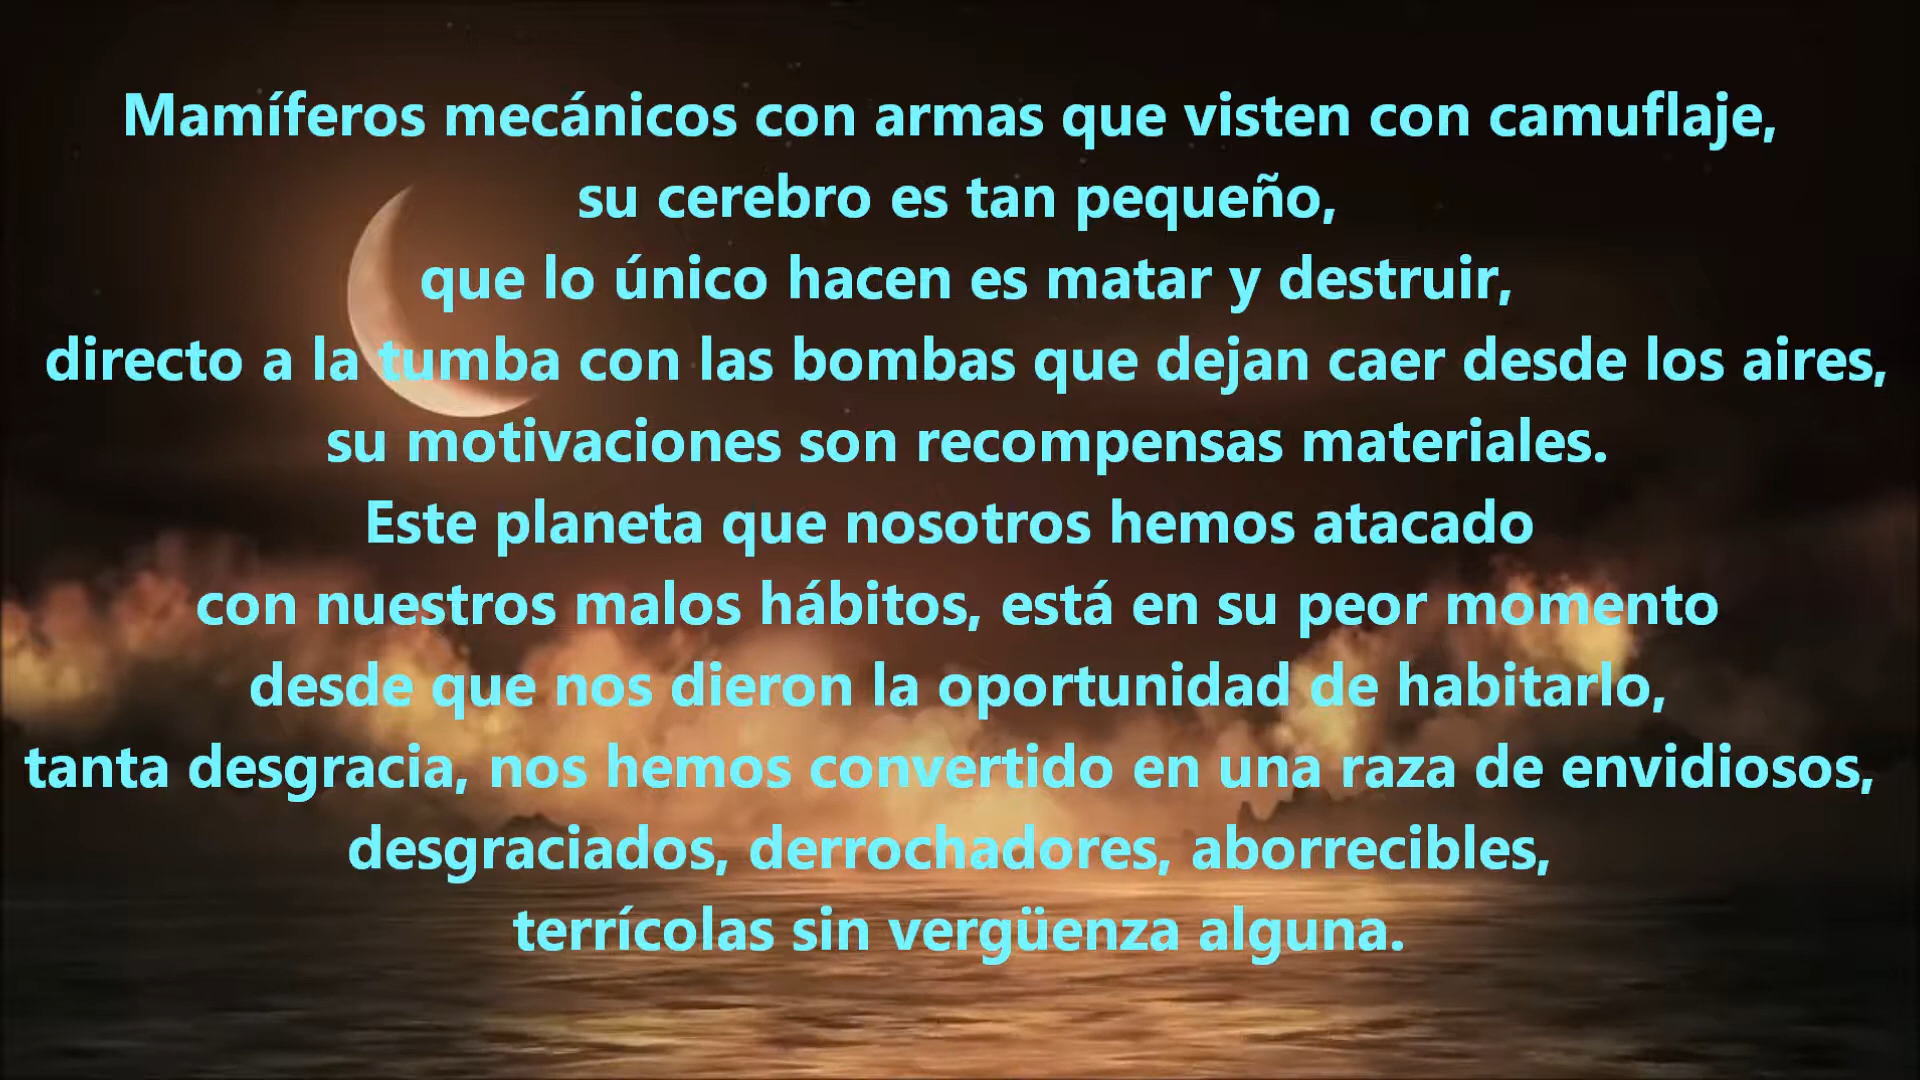 Mamíferos mecánicos con armas que visten con camuflaje,
su cerebro es tan pequeño,
que lo único hacen es matar y destruir,
directo a la tumba con las bombas que dejan caer desde los aires,
su motivaciones son recompensas materiales.
Este planeta que nosotros hemos atacado
con nuestros malos hábitos, está en su peor momento
desde que nos dieron la oportunidad de habitarlo,
tanta desgracia, nos hemos convertido en una raza de envidiosos,
desgraciados, derrochadores, aborrecibles,
terrícolas sin vergüenza alguna.